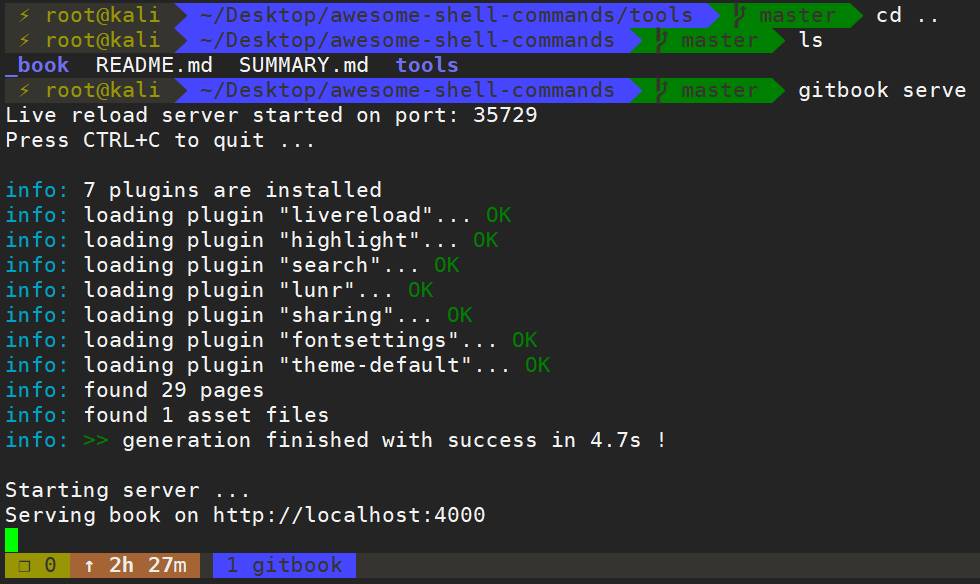 ⚡ root@kali ~/Desktop/awesome-shell-commands/tools master cd ..
⚡ root@kali ~/Desktop/awesome-shell-commands master ls
_book README.md SUMMARY.md tools
⚡ root@kali ~/Desktop/awesome-shell-commands master gitbook serve
Live reload server started on port: 35729
Press CTRL+C to quit ...
info: 7 plugins are installed
info: loading plugin "livereload"... OK
info: loading plugin "highlight"... OK
info: loading plugin "search"... OK
info: loading plugin "lunr"... OK
info: loading plugin "sharing"... OK
info: loading plugin "fontsettings"... OK
info: loading plugin "theme-default"... OK
info: found 29 pages
info: found 1 asset files
info: >> generation finished with success in 4.7s !
Starting server ...
Serving book on http://localhost:4000
❐ 0 ↑ 2h 27m 1 gitbook